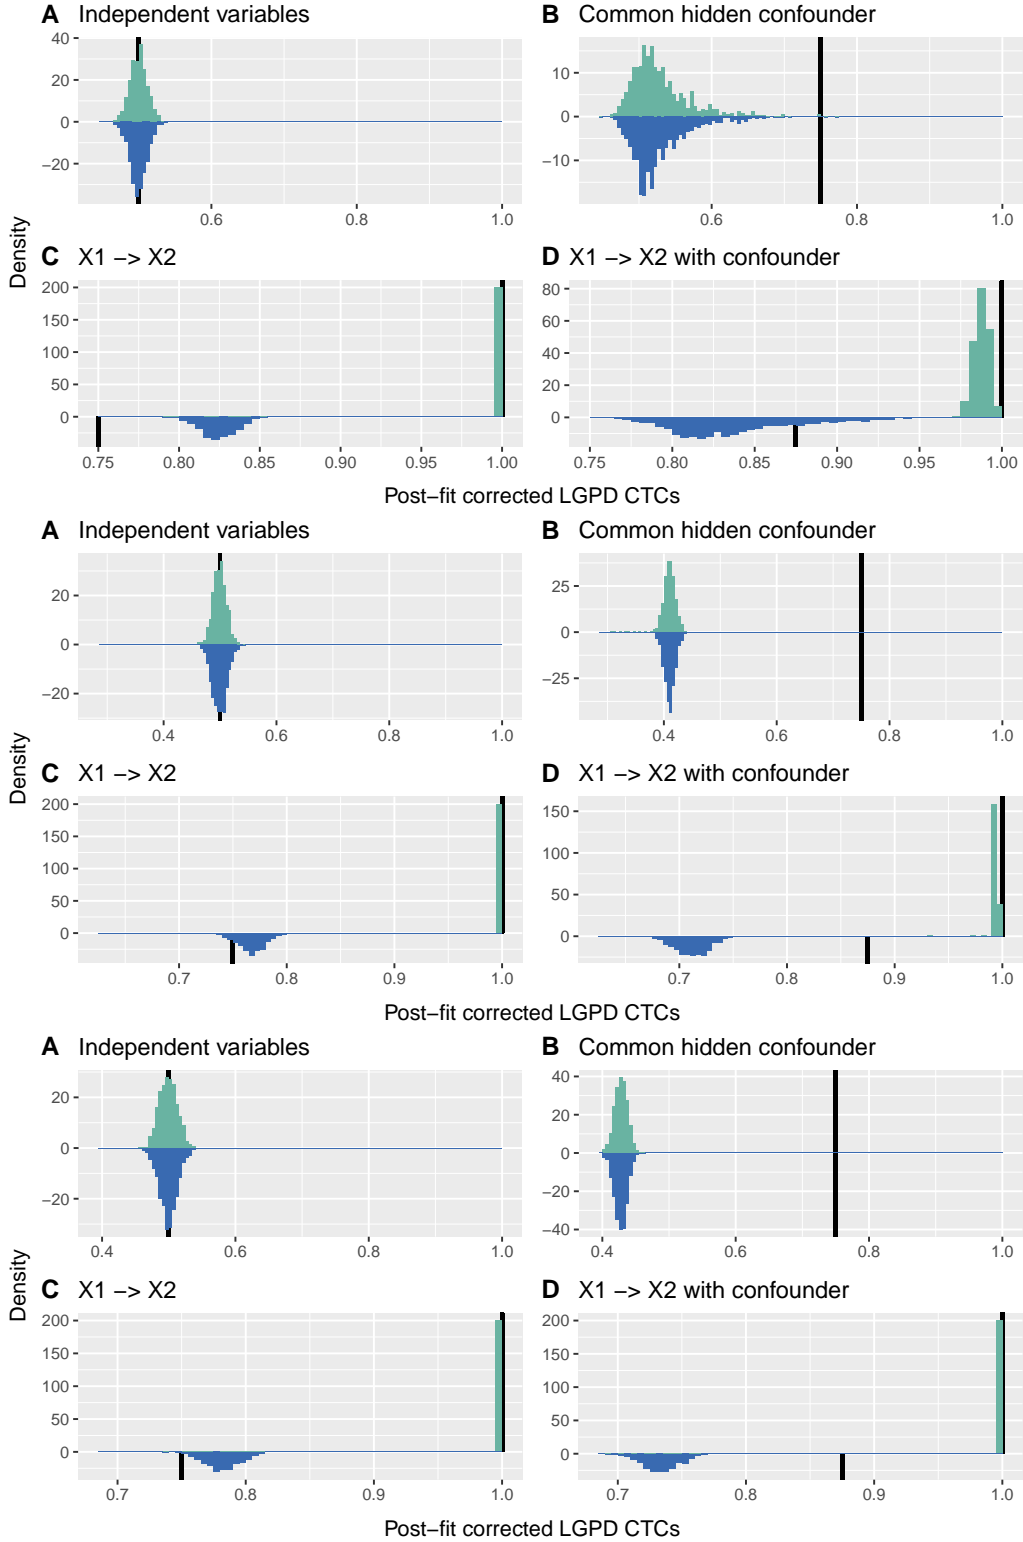 A Independent variables
B Common hidden confounder
40
20
0
−20
0.6 0.8 1.0
10
0
−10
0.6 0.8 1.0
Density
C X1 −> X2
D X1 −> X2 with confounder
200
150
100
50
0
0.75 0.80 0.85 0.90 0.95 1.00
80
60
40
20
0
0.75 0.80 0.85 0.90 0.95 1.00
Post−fit corrected LGPD CTCs
A Independent variables
B Common hidden confounder
20
0
−20
0.4 0.6 0.8 1.0
25
0
−25
0.4 0.6 0.8 1.0
Density
C X1 −> X2
D X1 −> X2 with confounder
200
150
100
50
0
0.7 0.8 0.9 1.0
150
100
50
0
0.7 0.8 0.9 1.0
Post−fit corrected LGPD CTCs
A Independent variables
B Common hidden confounder
20
0
−20
0.4 0.6 0.8 1.0
40
20
0
−20
−40
0.4 0.6 0.8 1.0
Density
C X1 −> X2
D X1 −> X2 with confounder
200
150
100
50
0
0.7 0.8 0.9 1.0
200
150
100
50
0
0.7 0.8 0.9 1.0
Post−fit corrected LGPD CTCs